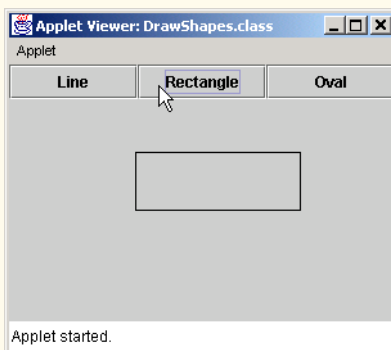 Applet Viewer: DrawShapes.class
Applet
Line Rectangle Oval
Applet started.